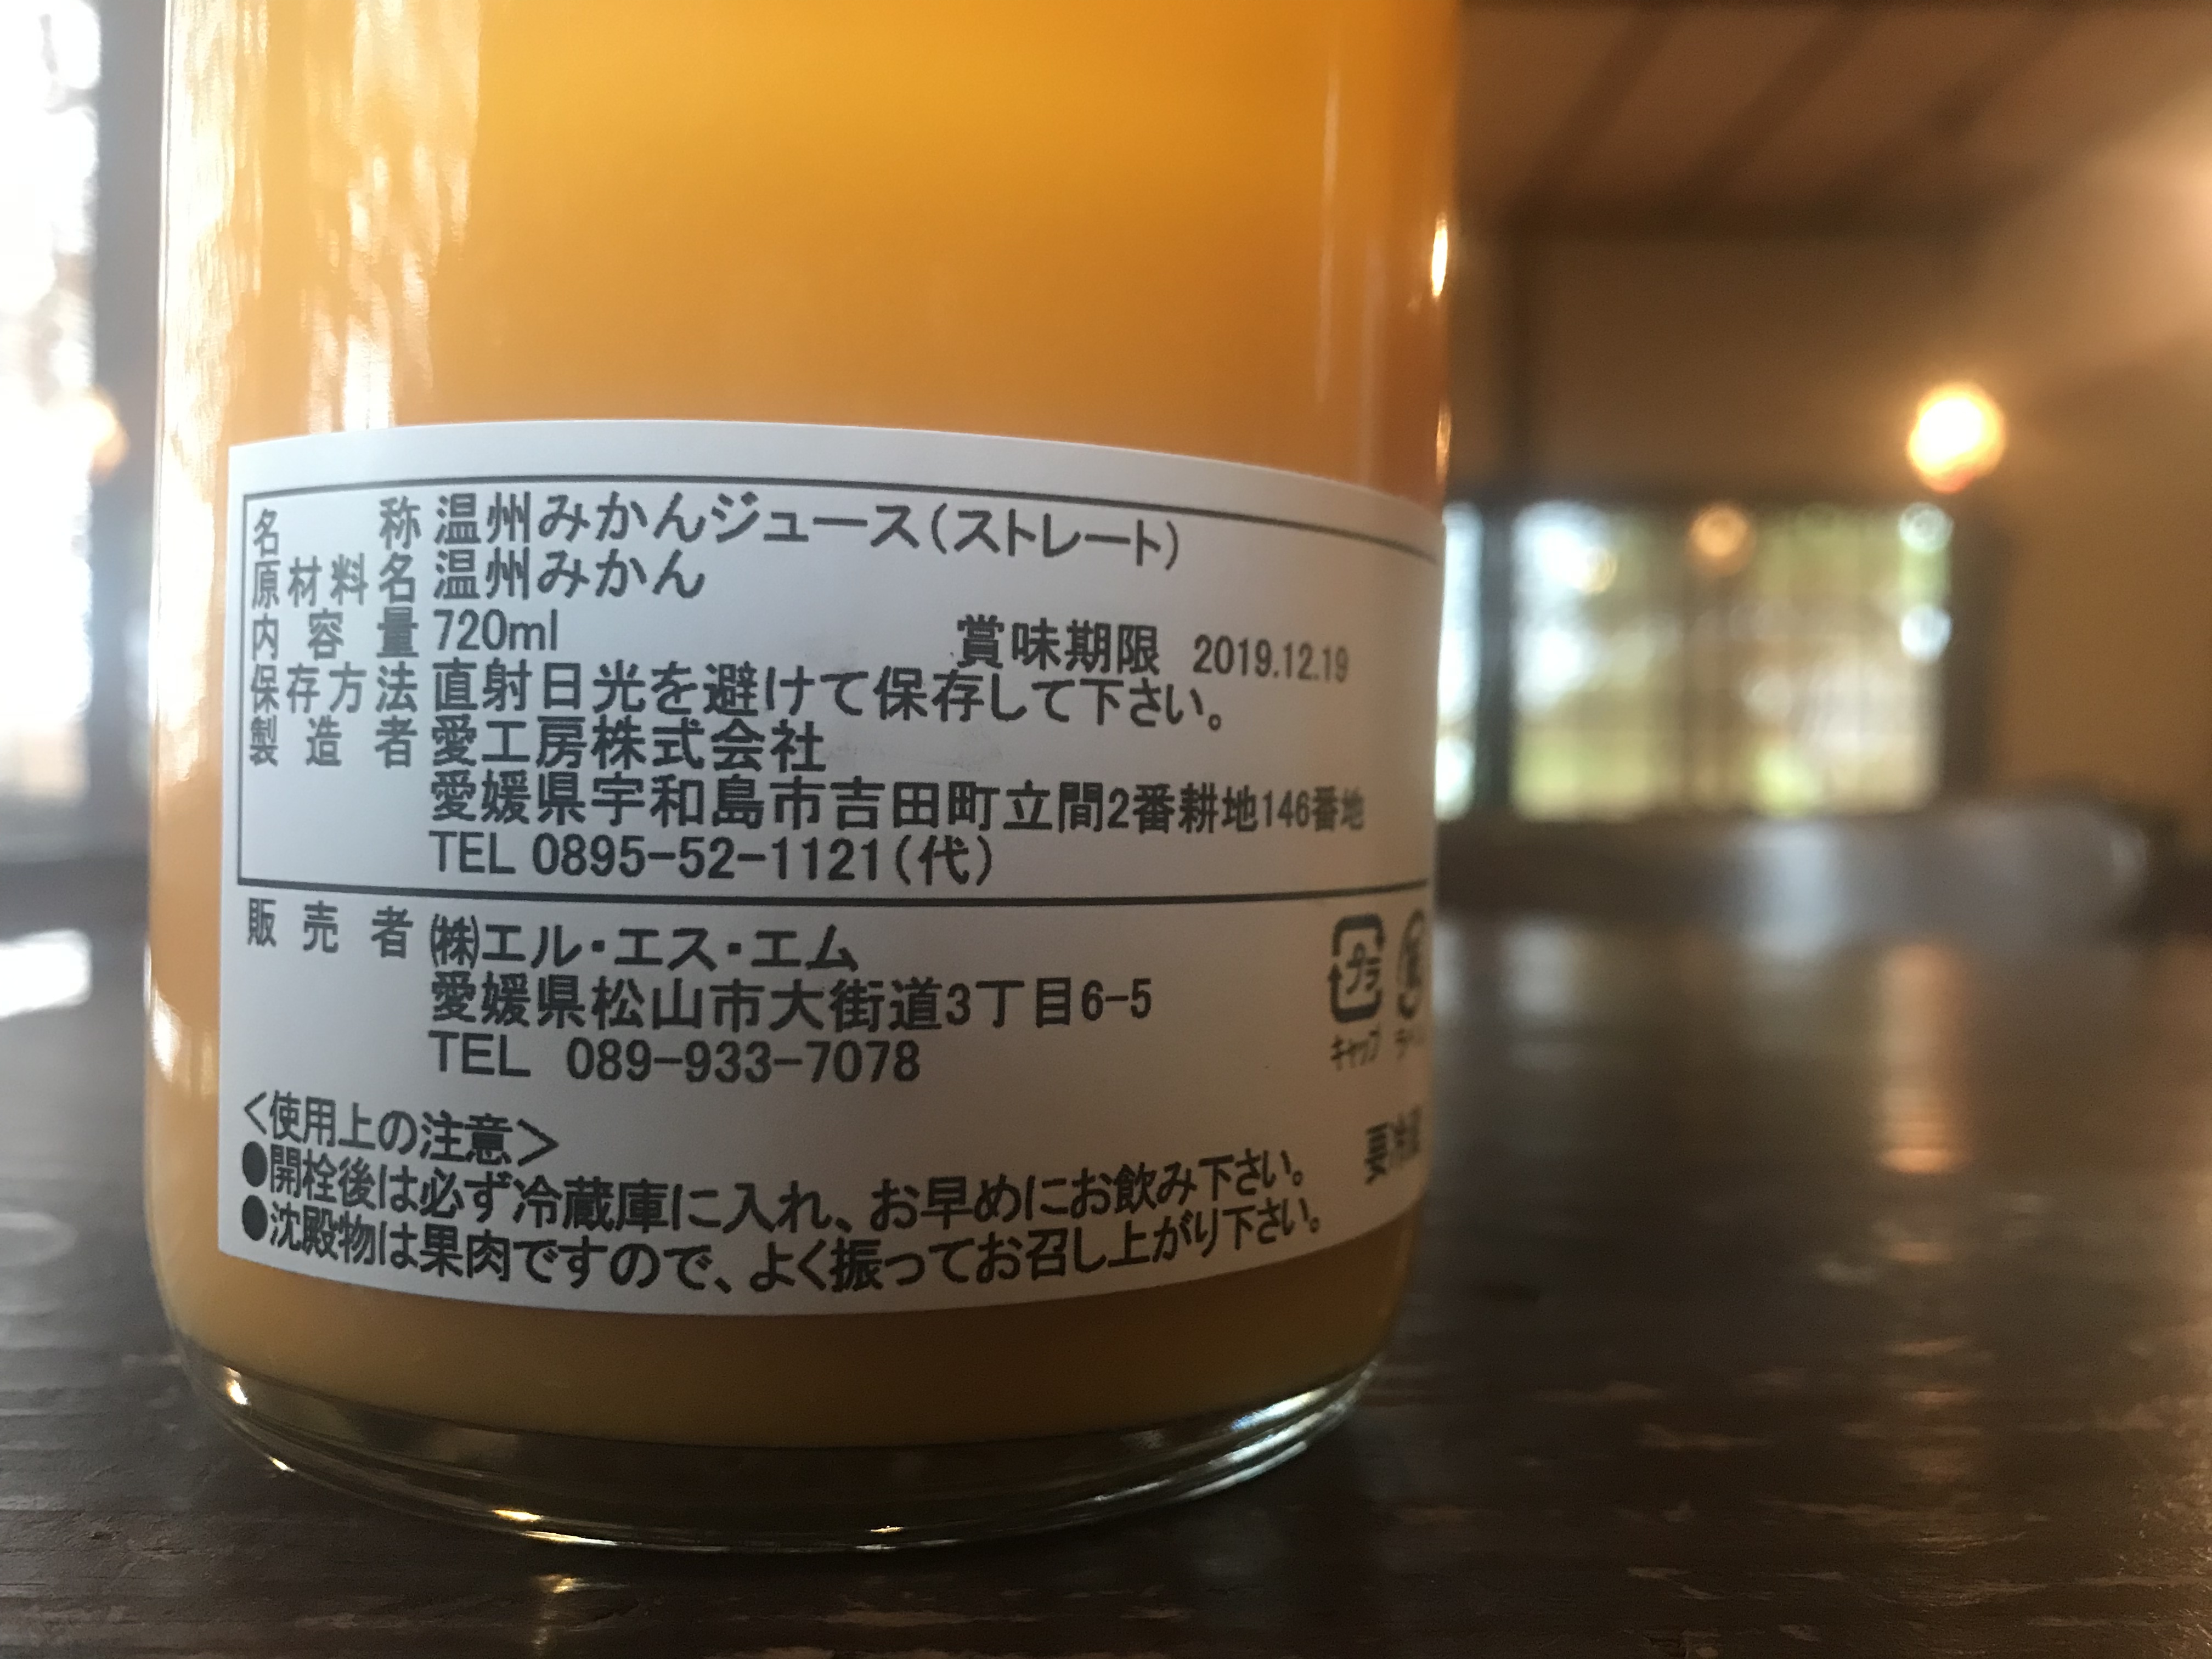 名称 温州みかんジュース(ストレート)
原材料名 温州みかん
内容量 720ml 賞味期限 2019.12.19
保存方法 直射日光を避けて保存して下さい。
製造者 愛工房株式会社
愛媛県宇和島市吉田町立間2番耕地146番地
TEL 0895-52-1121(代)
販売者 ㈱エル・エス・エム
愛媛県松山市大街道3丁目6-5
TEL 089-933-7078
プラ
キャップ
<使用上の注意>
●開栓後は必ず冷蔵庫に入れ、お早めにお飲み下さい。
●沈殿物は果肉ですので、よく振ってお召し上がり下さい。